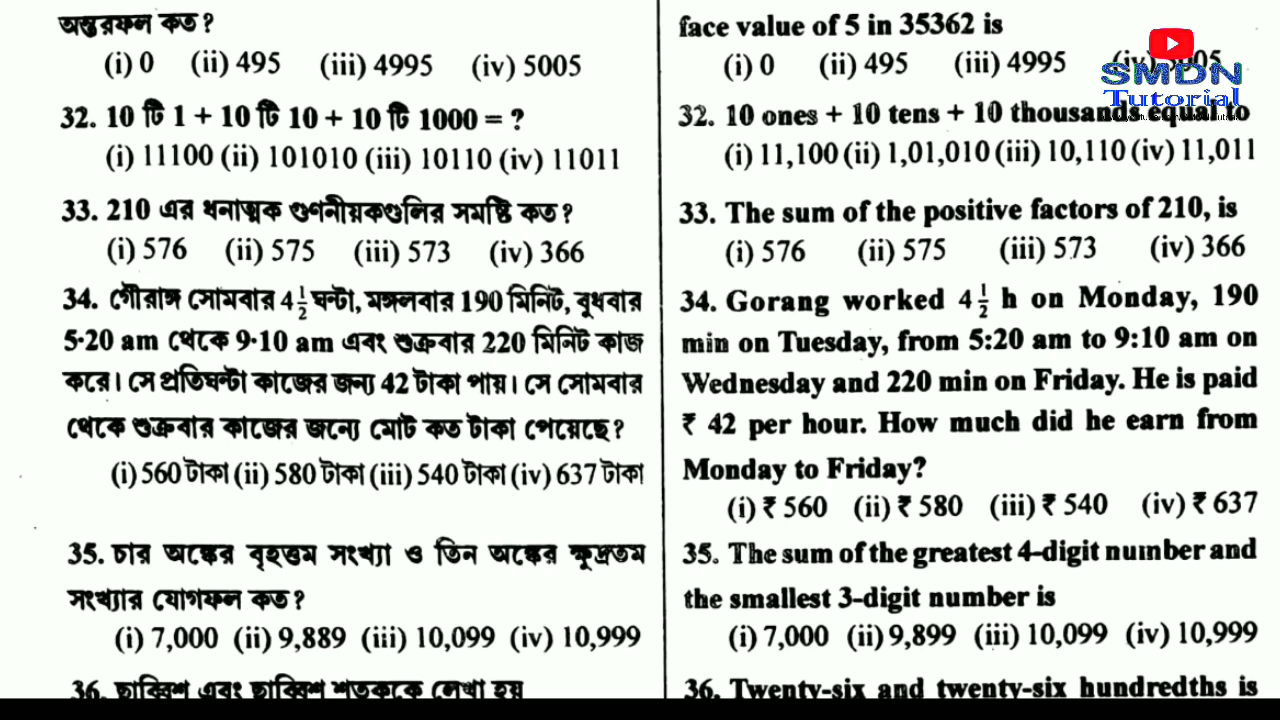 অন্তরফল কত?
(i) 0 (ii) 495 (iii) 4995 (iv) 5005
32. 10 টি 1 + 10 টি 10 + 10 টি 1000 = ?
(i) 11100 (ii) 101010 (iii) 10110 (iv) 11011
33. 210 এর ধনাত্মক গুণনীয়কগুলির সমষ্টি কত?
(i) 576 (ii) 575 (iii) 573 (iv) 366
34. গৌরাঙ্গ সোমবার 4½ ঘন্টা, মঙ্গলবার 190 মিনিট, বুধবার
5·20 am থেকে 9·10 am এবং শুক্রবার 220 মিনিট কাজ
করে। সে প্রতিঘন্টা কাজের জন্য 42 টাকা পায়। সে সোমবার
থেকে শুক্রবার কাজের জন্যে মোট কত টাকা পেয়েছে?
(i) 560 টাকা (ii) 580 টাকা (iii) 540 টাকা (iv) 637 টাকা
35. চার অঙ্কের বৃহত্তম সংখ্যা ও তিন অঙ্কের ক্ষুদ্রতম
সংখ্যার যোগফল কত?
(i) 7,000 (ii) 9,889 (iii) 10,099 (iv) 10,999
36. ছাব্বিশ এবং ছাব্বিশ শতককে লেখা হয়
face value of 5 in 35362 is
(i) 0 (ii) 495 (iii) 4995 (iv) 5005
SMDN
Tutorial
32. 10 ones + 10 tens + 10 thousands equal to
(i) 11,100 (ii) 1,01,010 (iii) 10,110 (iv) 11,011
33. The sum of the positive factors of 210, is
(i) 576 (ii) 575 (iii) 573 (iv) 366
34. Gorang worked 4½ h on Monday, 190
min on Tuesday, from 5:20 am to 9:10 am on
Wednesday and 220 min on Friday. He is paid
₹ 42 per hour. How much did he earn from
Monday to Friday?
(i) ₹ 560 (ii) ₹ 580 (iii) ₹ 540 (iv) ₹ 637
35. The sum of the greatest 4-digit number and
the smallest 3-digit number is
(i) 7,000 (ii) 9,899 (iii) 10,099 (iv) 10,999
36. Twenty-six and twenty-six hundredths is